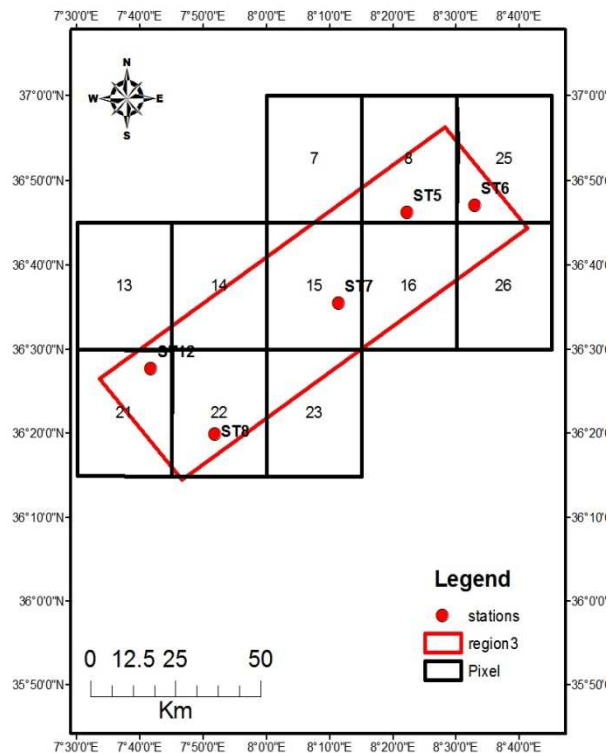 7°30'0"E 7°40'0"E 7°50'0"E 8°0'0"E 8°10'0"E 8°20'0"E 8°30'0"E 8°40'0"E
N
W E
S
37°0'0"N 37°0'0"N
7 8 25
36°50'0"N 36°50'0"N
ST5 ST6
36°40'0"N 36°40'0"N
13 14 15 ST7 16 26
36°30'0"N 36°30'0"N
ST12
21 22 23
36°20'0"N 36°20'0"N
ST8
36°10'0"N 36°10'0"N
Legend
36°0'0"N 36°0'0"N
stations
region3
Pixel
0 12.5 25 50
Km
35°50'0"N 35°50'0"N
7°30'0"E 7°40'0"E 7°50'0"E 8°0'0"E 8°10'0"E 8°20'0"E 8°30'0"E 8°40'0"E